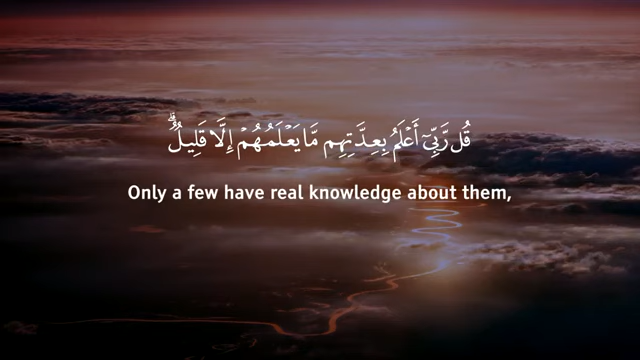 قُل رَّبِّىٓ أَعْلَمُ بِعِدَّتِهِم مَّا يَعْلَمُهُمْ إِلَّا قَلِيلٌۗ
Only a few have real knowledge about them,